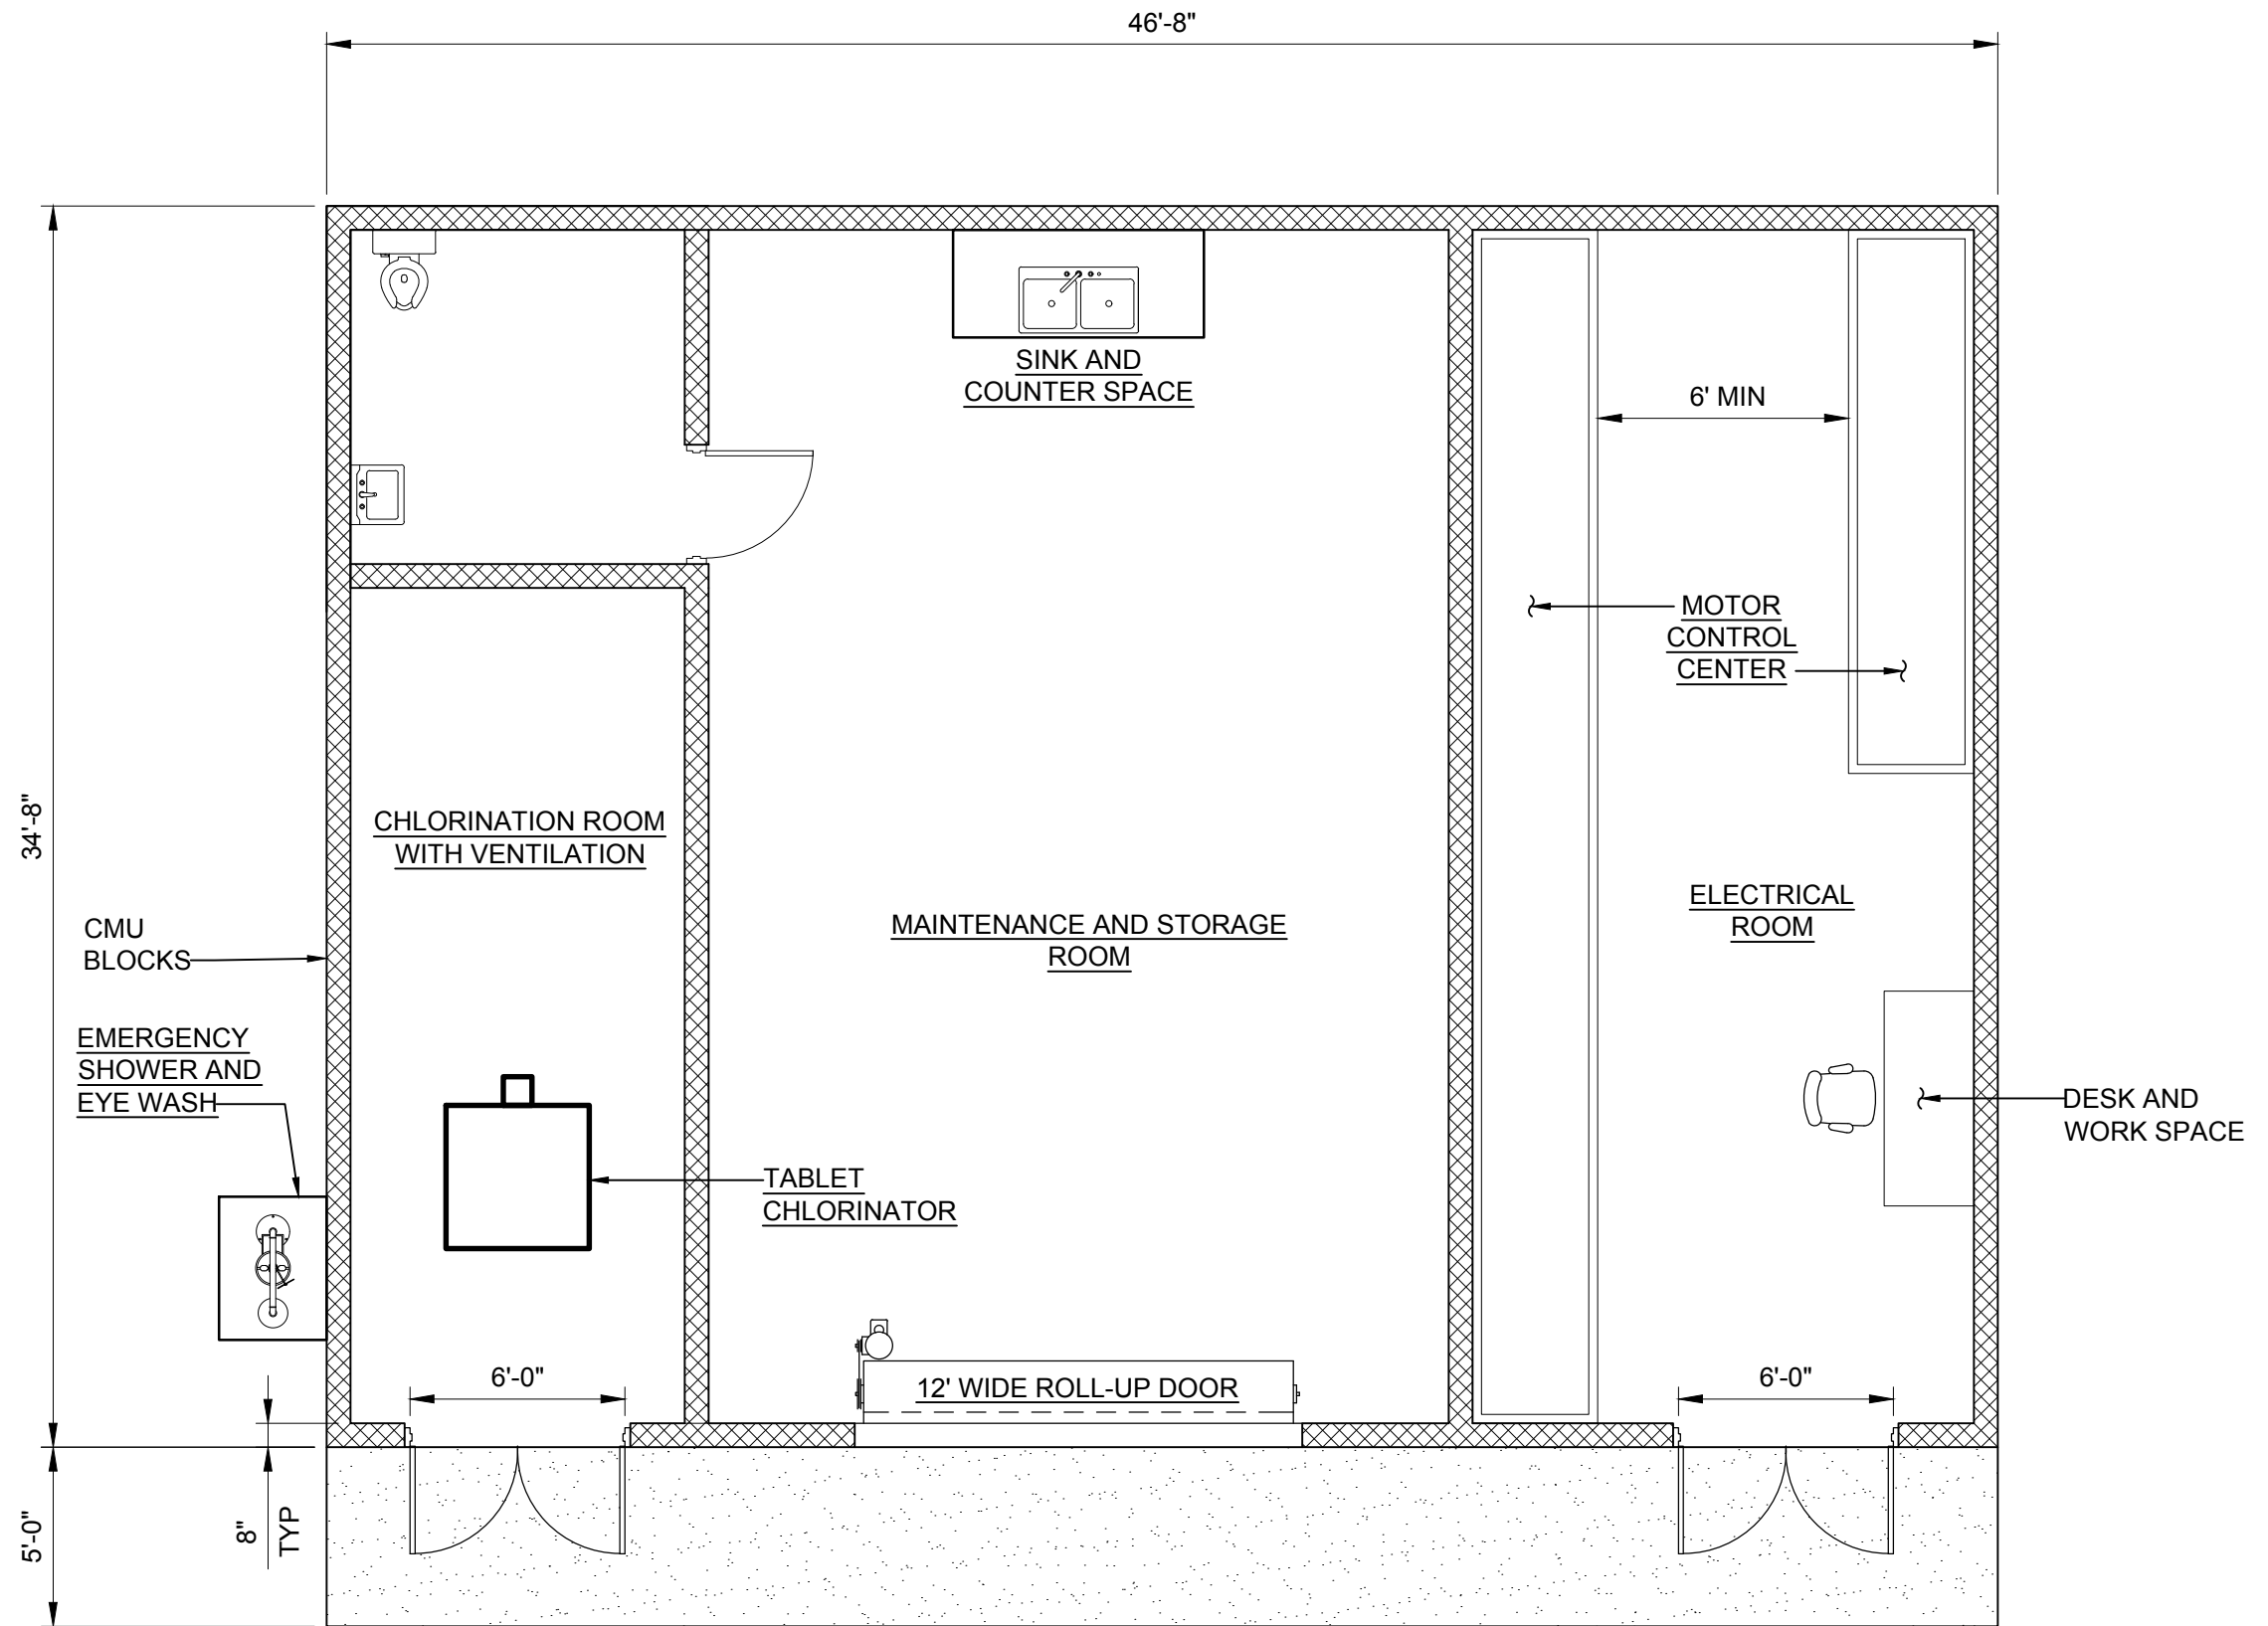 46'-8"
SINK AND
COUNTER SPACE
6' MIN
MOTOR
CONTROL
CENTER
34'-8"
CHLORINATION ROOM
WITH VENTILATION
ELECTRICAL
ROOM
MAINTENANCE AND STORAGE
ROOM
CMU
BLOCKS
EMERGENCY
SHOWER AND
EYE WASH
DESK AND
WORK SPACE
TABLET
CHLORINATOR
6'-0"
12' WIDE ROLL-UP DOOR
6'-0"
5'-0"
8"
TYP